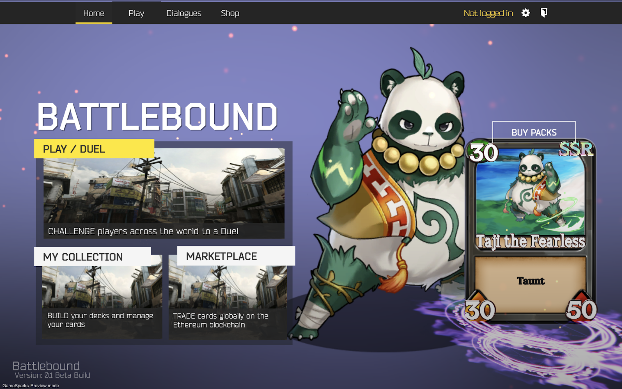 Home Play Dialogues Shop Not logged in
BATTLEBOUND
PLAY / DUEL
CHALLENGE players across the world to a Duel
MY COLLECTION
BUILD your decks and manage
your cards
MARKETPLACE
TRADE cards globally on the
Ethereum blockchain
BUY PACKS
30 SSR
Taji the Fearless
Taunt
30 50
Battlebound
Version: 2.1 Beta Build